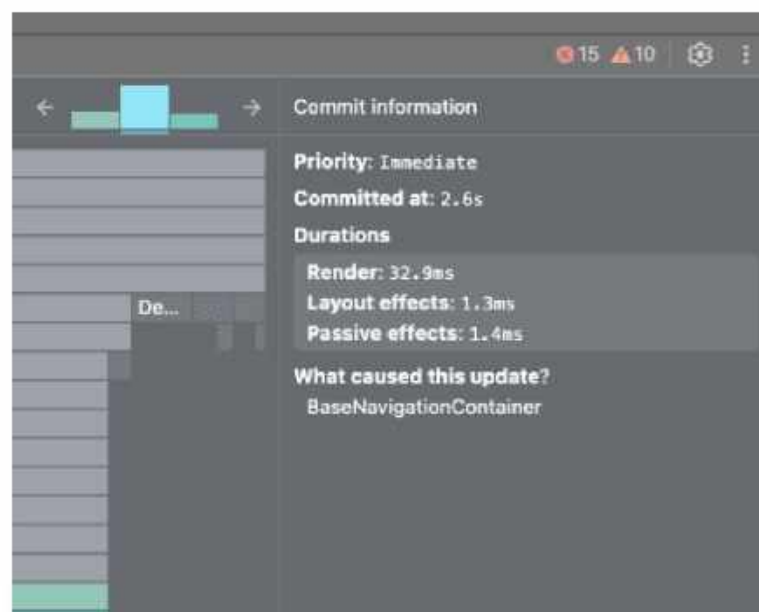 15 10
Commit information
Priority: Immediate
Committed at: 2.6s
Durations
Render: 32.9ms
Layout effects: 1.3ms
Passive effects: 1.4ms
De...
What caused this update?
BaseNavigationContainer